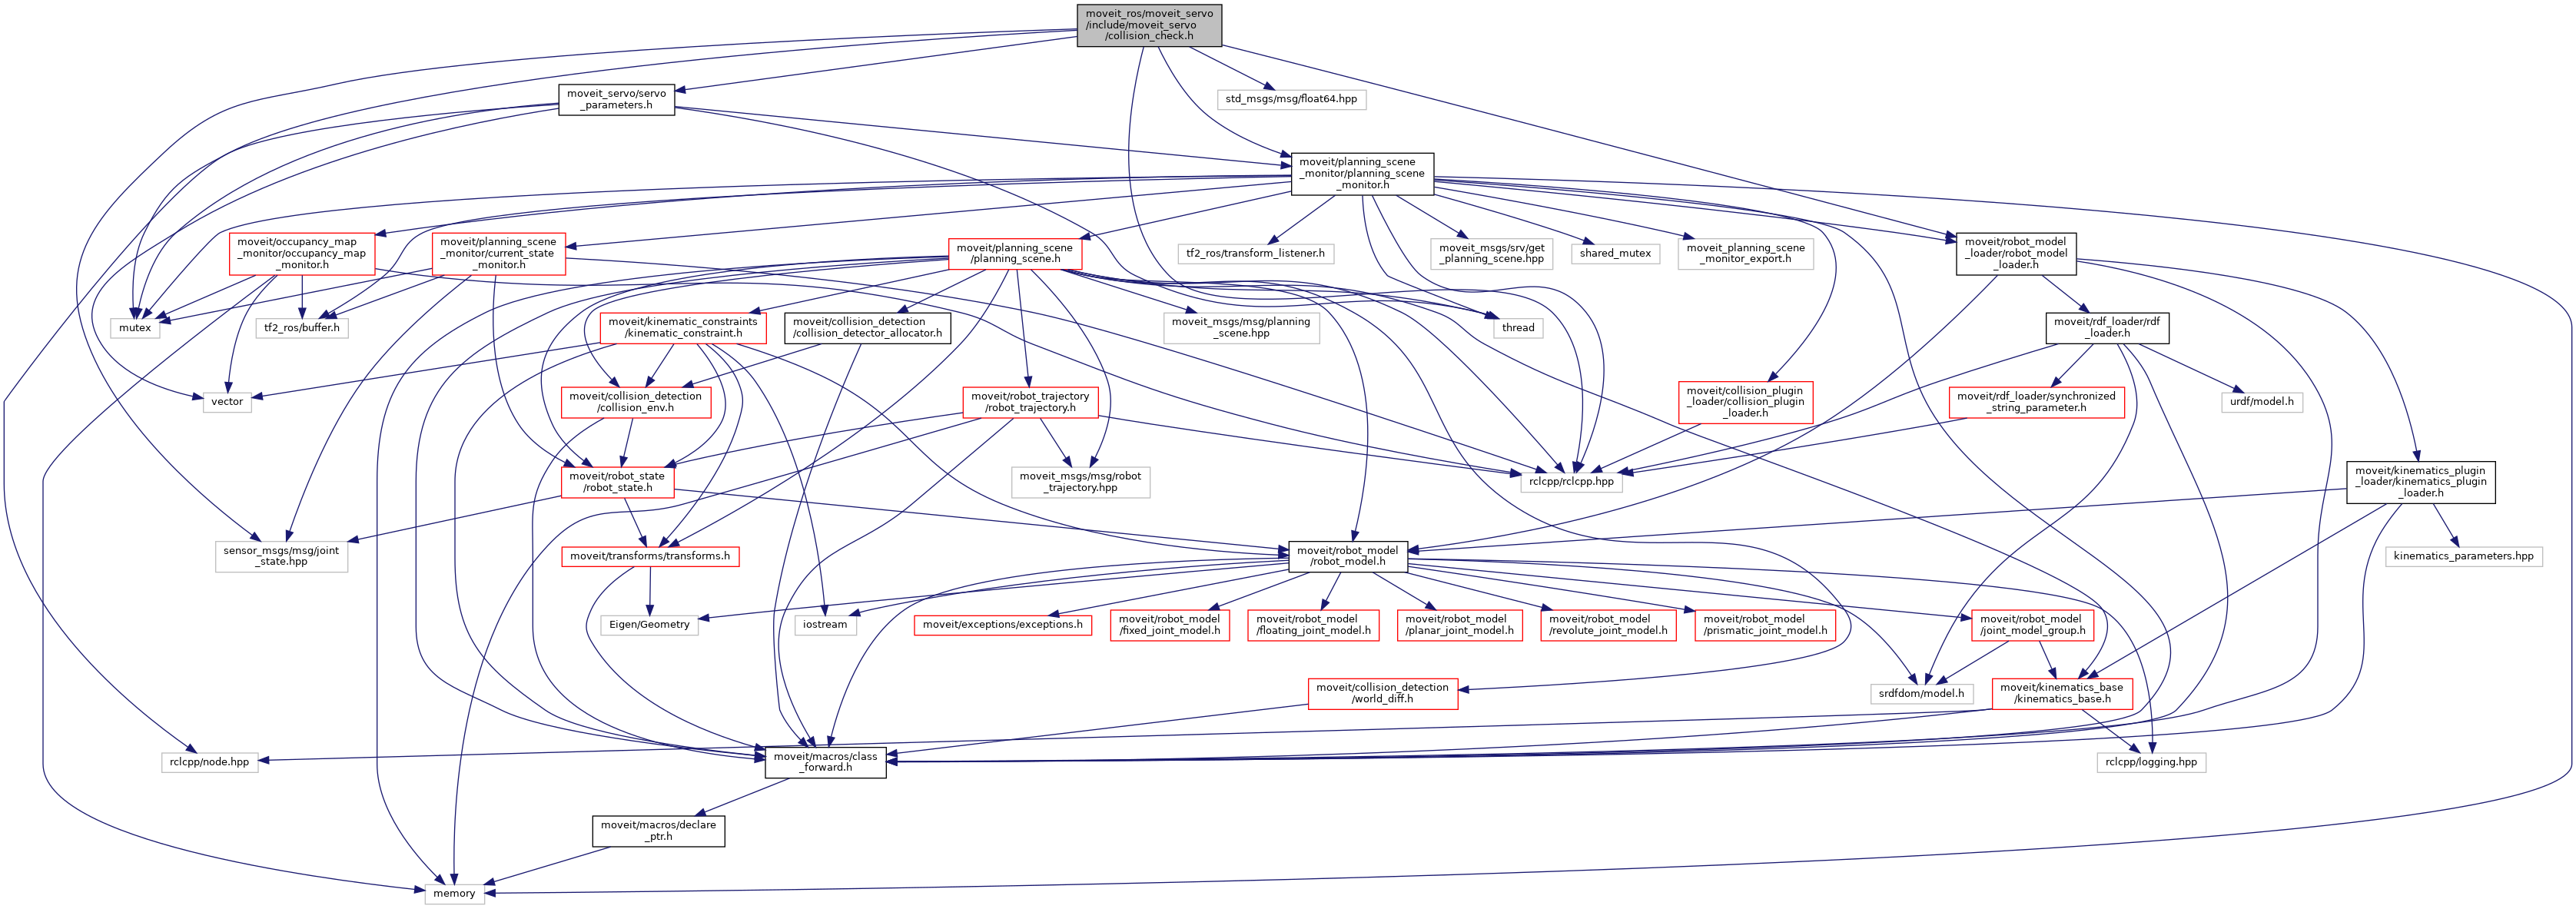 moveit_ros/moveit_servo
/include/moveit_servo
/collision_check.h
moveit_servo/servo
_parameters.h
std_msgs/msg/float64.hpp
moveit/planning_scene
_monitor/planning_scene
_monitor.h
moveit/occupancy_map
_monitor/occupancy_map
_monitor.h
moveit/planning_scene
_monitor/current_state
_monitor.h
moveit/planning_scene
/planning_scene.h
tf2_ros/transform_listener.h
moveit_msgs/srv/get
_planning_scene.hpp
shared_mutex
moveit_planning_scene
_monitor_export.h
moveit/robot_model
_loader/robot_model
_loader.h
mutex
tf2_ros/buffer.h
moveit/kinematic_constraints
/kinematic_constraint.h
moveit/collision_detection
/collision_detector_allocator.h
moveit_msgs/msg/planning
_scene.hpp
thread
moveit/rdf_loader/rdf
_loader.h
vector
moveit/collision_detection
/collision_env.h
moveit/robot_trajectory
/robot_trajectory.h
moveit/collision_plugin
_loader/collision_plugin
_loader.h
moveit/rdf_loader/synchronized
_string_parameter.h
urdf/model.h
moveit/robot_state
/robot_state.h
moveit_msgs/msg/robot
_trajectory.hpp
rclcpp/rclcpp.hpp
moveit/kinematics_plugin
_loader/kinematics_plugin
_loader.h
sensor_msgs/msg/joint
_state.hpp
moveit/transforms/transforms.h
moveit/robot_model
/robot_model.h
kinematics_parameters.hpp
Eigen/Geometry
iostream
moveit/exceptions/exceptions.h
moveit/robot_model
/fixed_joint_model.h
moveit/robot_model
/floating_joint_model.h
moveit/robot_model
/planar_joint_model.h
moveit/robot_model
/revolute_joint_model.h
moveit/robot_model
/prismatic_joint_model.h
moveit/robot_model
/joint_model_group.h
moveit/collision_detection
/world_diff.h
srdfdom/model.h
moveit/kinematics_base
/kinematics_base.h
rclcpp/node.hpp
moveit/macros/class
_forward.h
rclcpp/logging.hpp
moveit/macros/declare
_ptr.h
memory